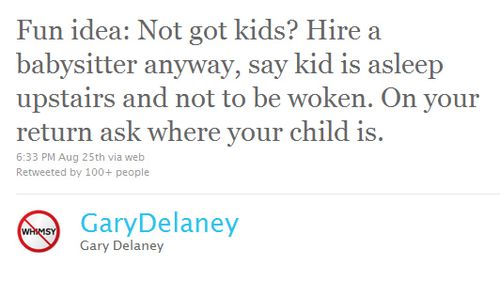 Fun idea: Not got kids? Hire a
babysitter anyway, say kid is asleep
upstairs and not to be woken. On your
return ask where your child is.
6:33 PM Aug 25th via web
Retweeted by 100+ people
WHIMSY
GaryDelaney
Gary Delaney